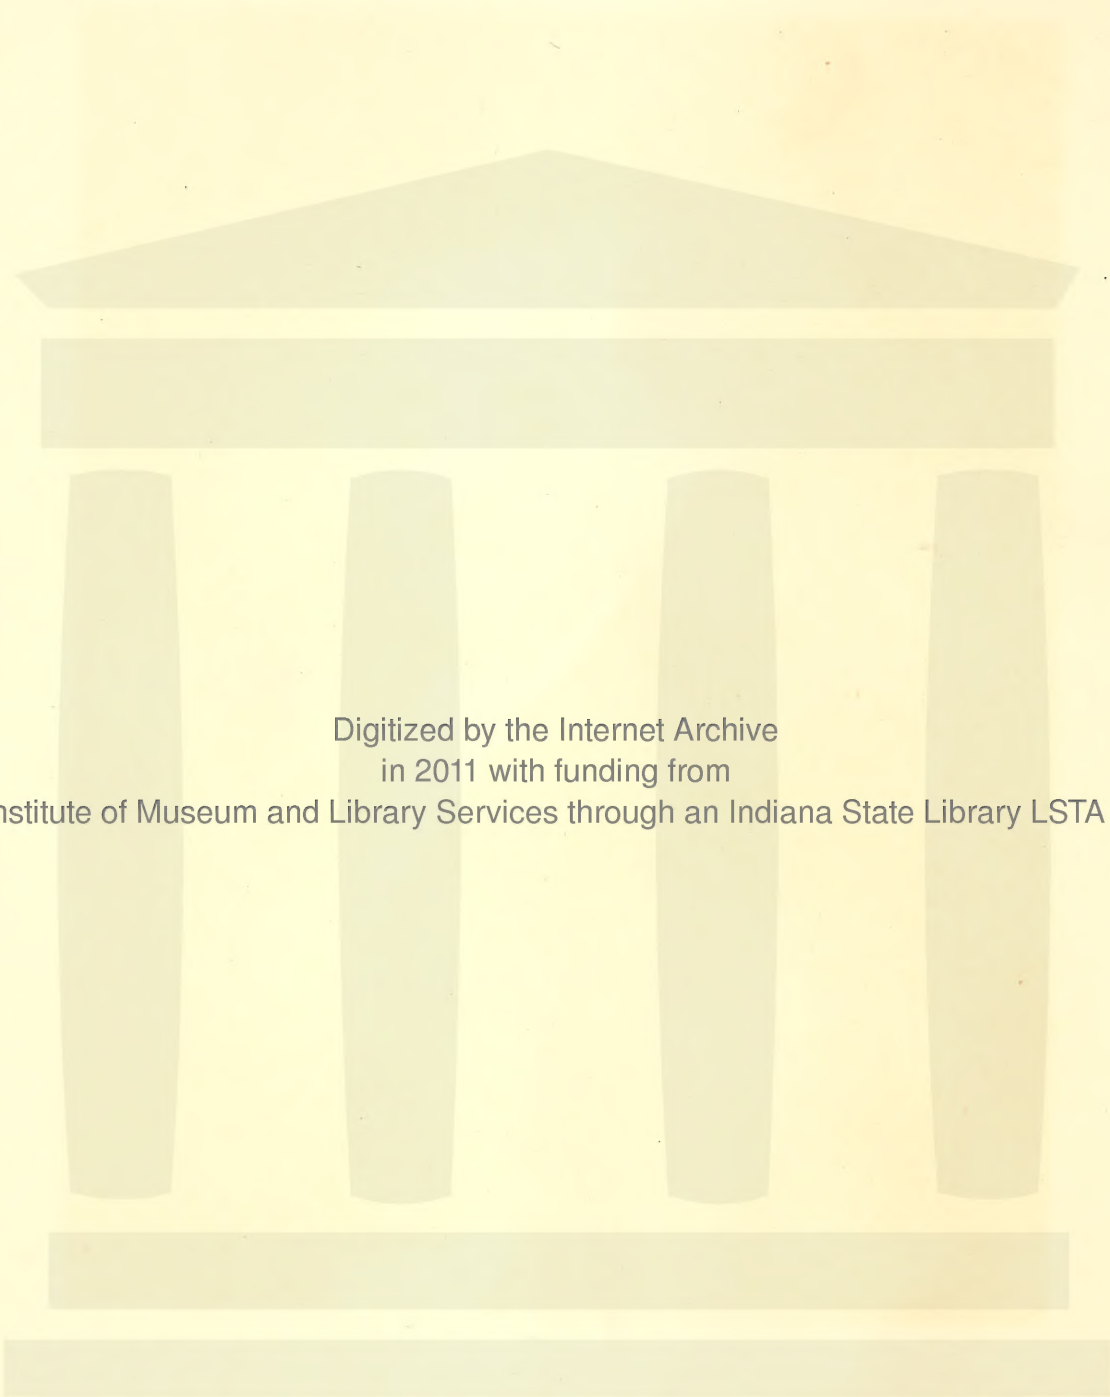 Digitized by the Internet Archive
in 2011 with funding from
nstitute of Museum and Library Services through an Indiana State Library LSTA